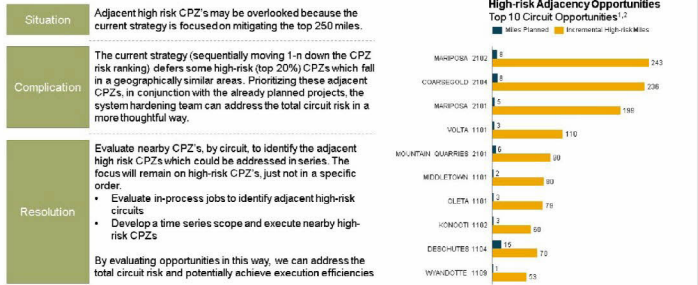 Situation
Adjacent high risk CPZ's may be overlooked because the
current strategy is focused on mitigating the top 250 miles.
Complication
The current strategy (sequentially moving 1-n down the CPZ
risk ranking) defers some high-risk (top 20%) CPZs which fall
in a geographically similar areas. Prioritizing these adjacent
CPZs, in conjunction with the already planned projects, the
system hardening team can address the total circuit risk in a
more thoughtful way.
Resolution
Evaluate nearby CPZ's, by circuit, to identify the adjacent
high risk CPZs which could be addressed in series. The
focus will remain on high-risk CPZ's, just not in a specific
order.
• Evaluate in-process jobs to identify adjacent high-risk
circuits
• Develop a time series scope and execute nearby high-
risk CPZs
By evaluating opportunities in this way, we can address the
total circuit risk and potentially achieve execution efficiencies
High-risk Adjacency Opportunities
Top 10 Circuit Opportunities1,2
Miles Planned Incremental High-risk Miles
MARIPOSA 2102 8 243
COARSEGOLD 2104 8 236
MARIPOSA 2101 5 199
VOLTA 1101 3 110
MOUNTAIN QUARRIES 2101 6 90
MIDDLETOWN 1101 2 80
OLETA 1101 3 78
KONOCTI 1102 3 60
DESCHUTES 1104 15 70
WYANDOTTE 1109 1 53